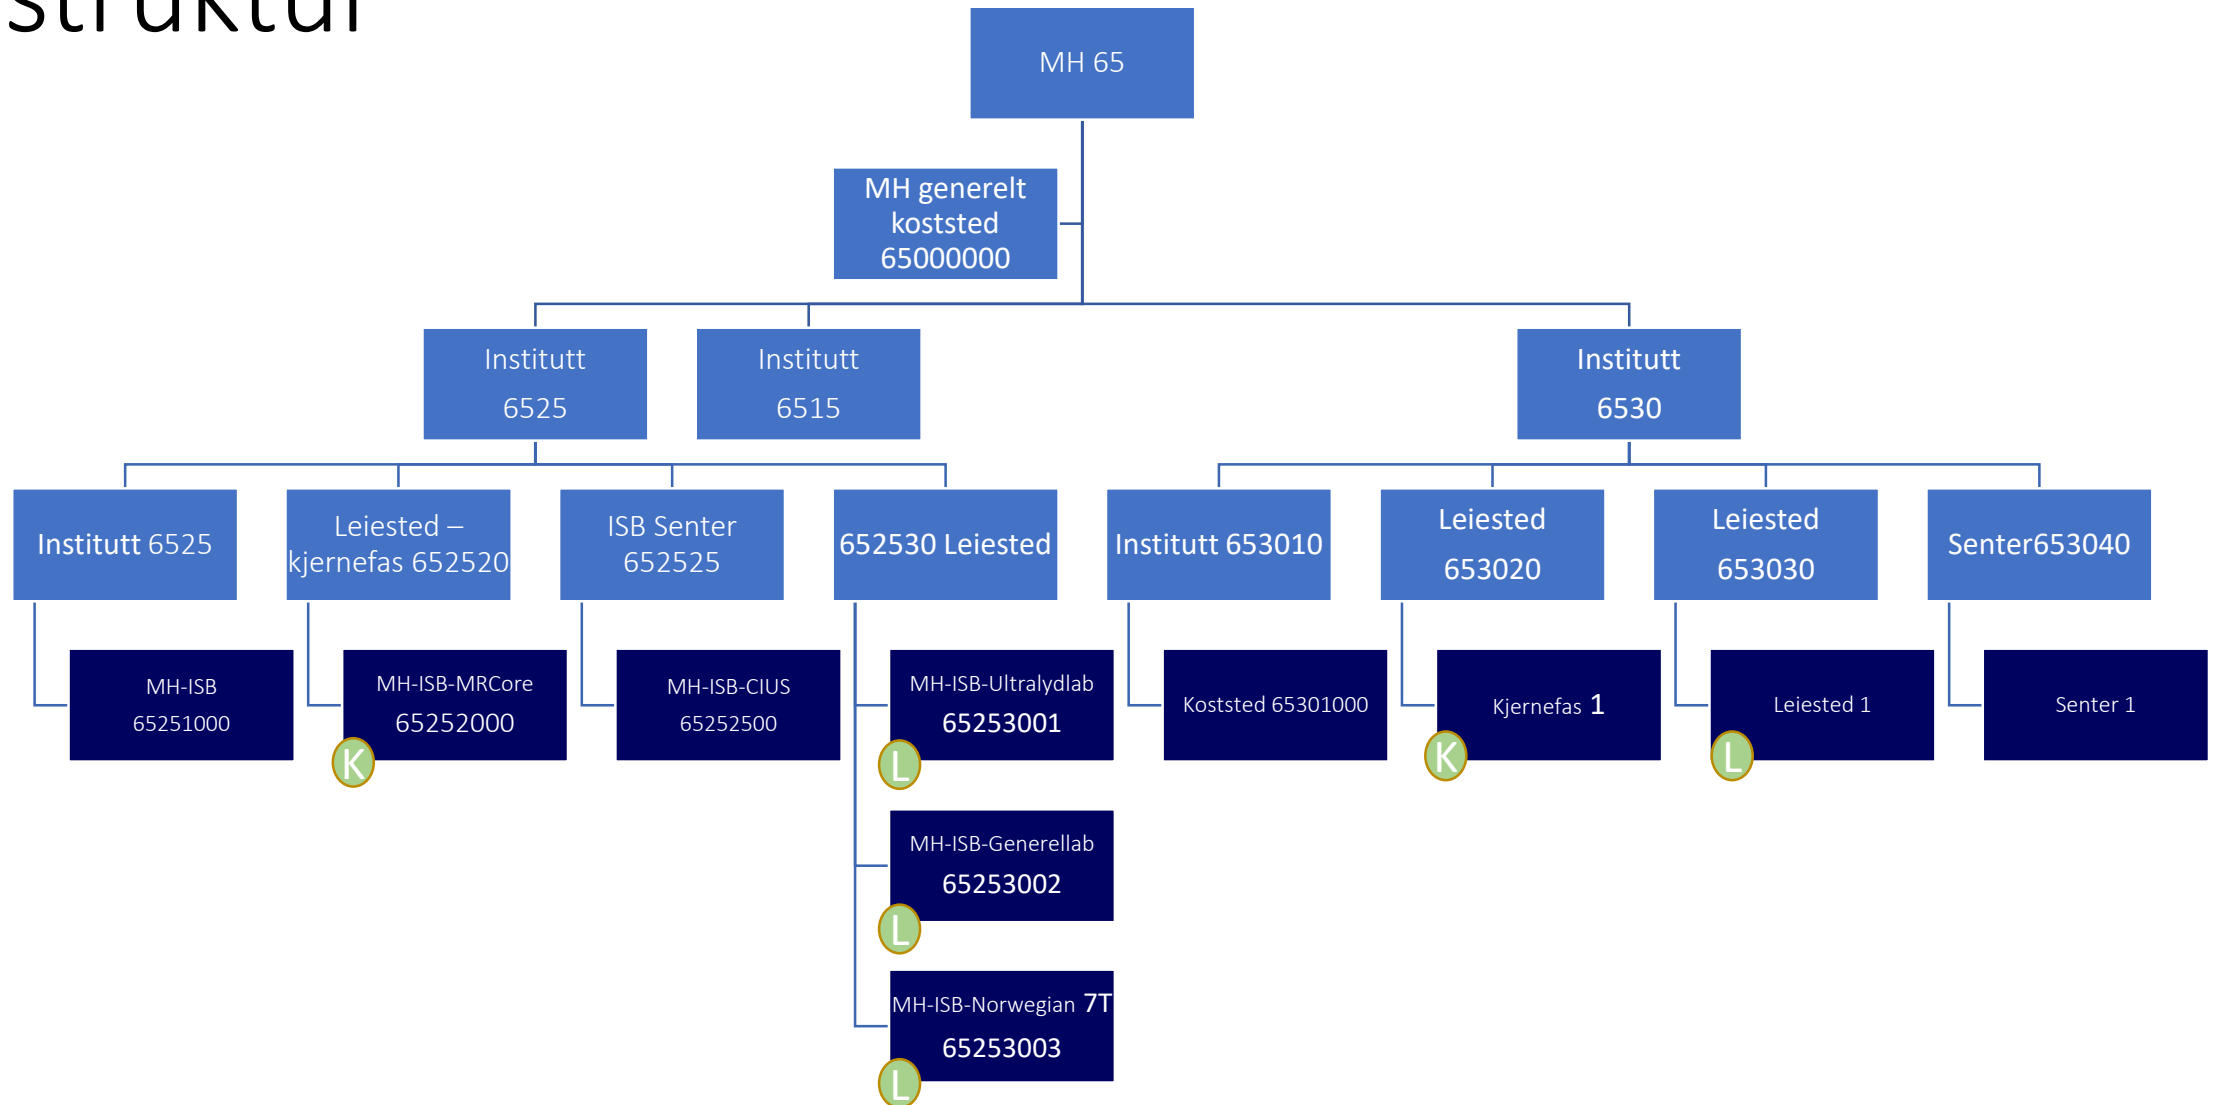 struktur
MH 65
MH generelt
koststed
65000000
Institutt
6525
Institutt
6515
Institutt
6530
Institutt 6525
Leiested –
kjernefas 652520
ISB Senter
652525
652530 Leiested
Institutt 653010
Leiested
653020
Leiested
653030
Senter653040
MH-ISB
65251000
MH-ISB-MRCore
65252000
K
MH-ISB-CIUS
65252500
MH-ISB-Ultralydlab
65253001
L
Koststed 65301000
Kjernefas 1
K
Leiested 1
L
Senter 1
MH-ISB-Generellab
65253002
L
MH-ISB-Norwegian 7T
65253003
L